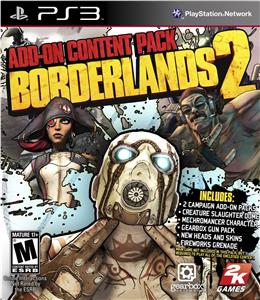 PS3
PlayStation Network
ADD-ON CONTENT PACK
BORDERLANDS 2
INCLUDES:
• 2 CAMPAIGN ADD-ON PACKS
• CREATURE SLAUGHTER DOME
• MECHROMANCER CHARACTER
• GEARBOX GUN PACK
• NEW HEADS AND SKINS
• FIREWORKS GRENADE
MATURE 17+
M
ESRB
gearbox
2K
GAMES